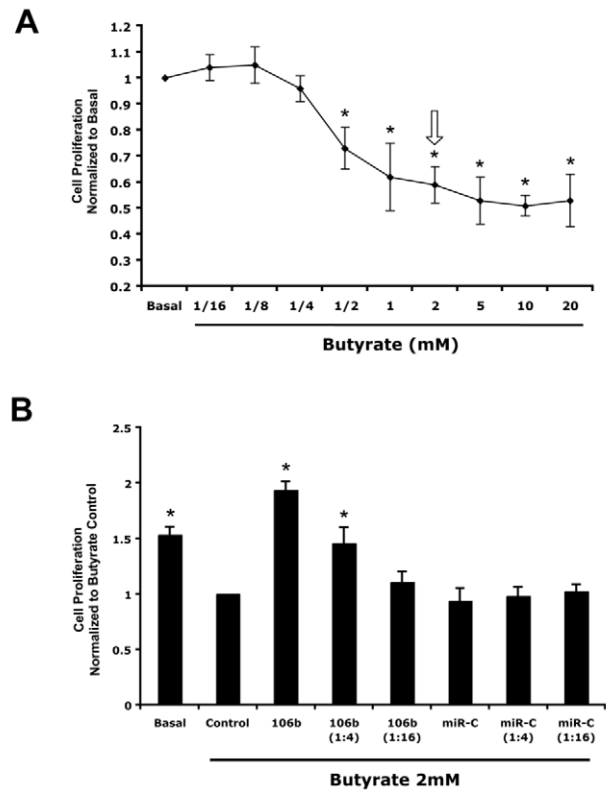 A
Cell Proliferation
Normalized to Basal
1.2
1.1
1
0.9
0.8
0.7
0.6
0.5
0.4
0.3
0.2
* * * * * *
Basal 1/16 1/8 1/4 1/2 1 2 5 10 20
Butyrate (mM)
B
Cell Proliferation
Normalized to Butyrate Control
2.5
2
1.5
1
0.5
0
* * *
Basal Control 106b 106b (1:4) 106b (1:16) miR-C miR-C (1:4) miR-C (1:16)
Butyrate 2mM